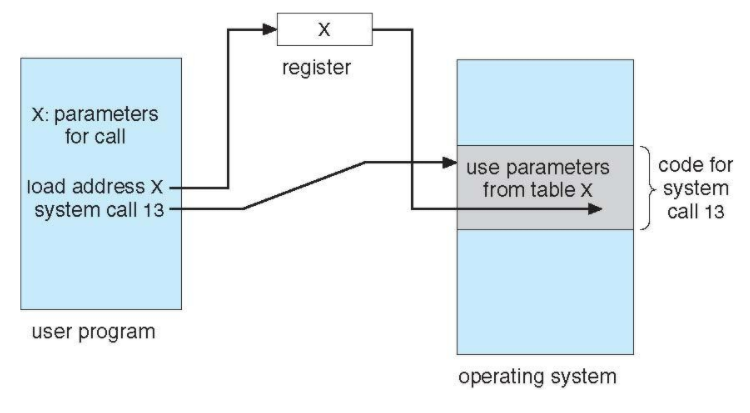 X
register
X: parameters
for call
load address X
system call 13
user program
use parameters
from table X
code for
system
call 13
operating system